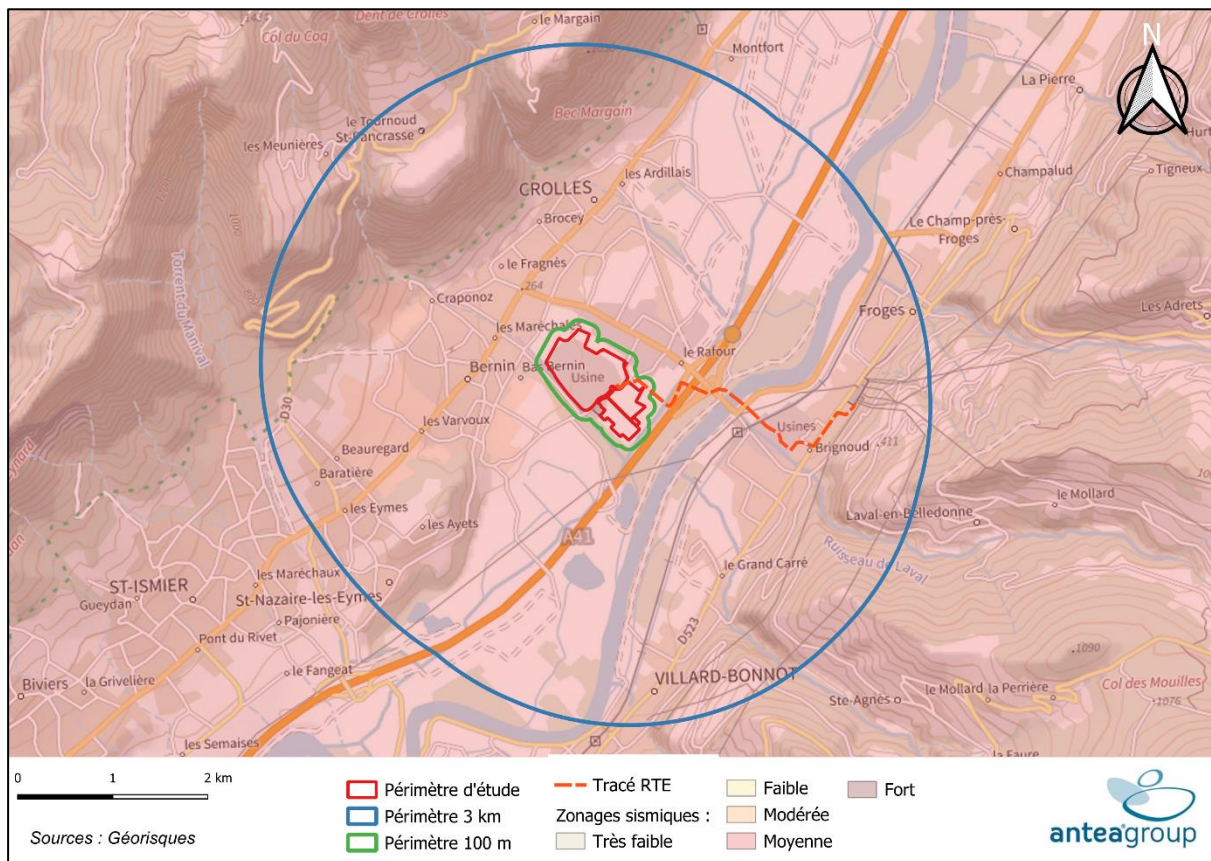 Dent de Crolles
le Margain
Col du Coq
Montfort
N
La Pierre
le Tournoud
St-Pancrasse
les Meunières
Bec Margain
les Ardillais
CROLLES
Champalud
Tigneux
Brocey
Le Champ-près-
Froges
le Fragnès
264
Craponoz
Torrent du Manival
Froges
Les Adrets
les Maréchales
le Rafour
Bernin
Bas Bernin
Usine
D30
les Varvoux
Usines
Brignoud
411
Beauregard
Baratière
les Eymes
les Ayets
A41
le Mollard
Laval-en-Belledonne
Ruisseau de Laval
le Grand Carré
les Maréchaux
ST-ISMIER
Gueydan
St-Nazaire-les-Eymes
Pajonière
Pont du Rivet
D523
le Fangeat
Biviers
la Grivelière
VILLARD-BONNOT
1090
Ste-Agnès
le Mollard
la Perrière
Col des Mouilles
1076
les Semaises
la Faure
0 1 2 km
Sources : Géorisques
Périmètre d'étude
Périmètre 3 km
Périmètre 100 m
Tracé RTE
Zonages sismiques :
Très faible
Faible
Modérée
Moyenne
Fort
anteagroup